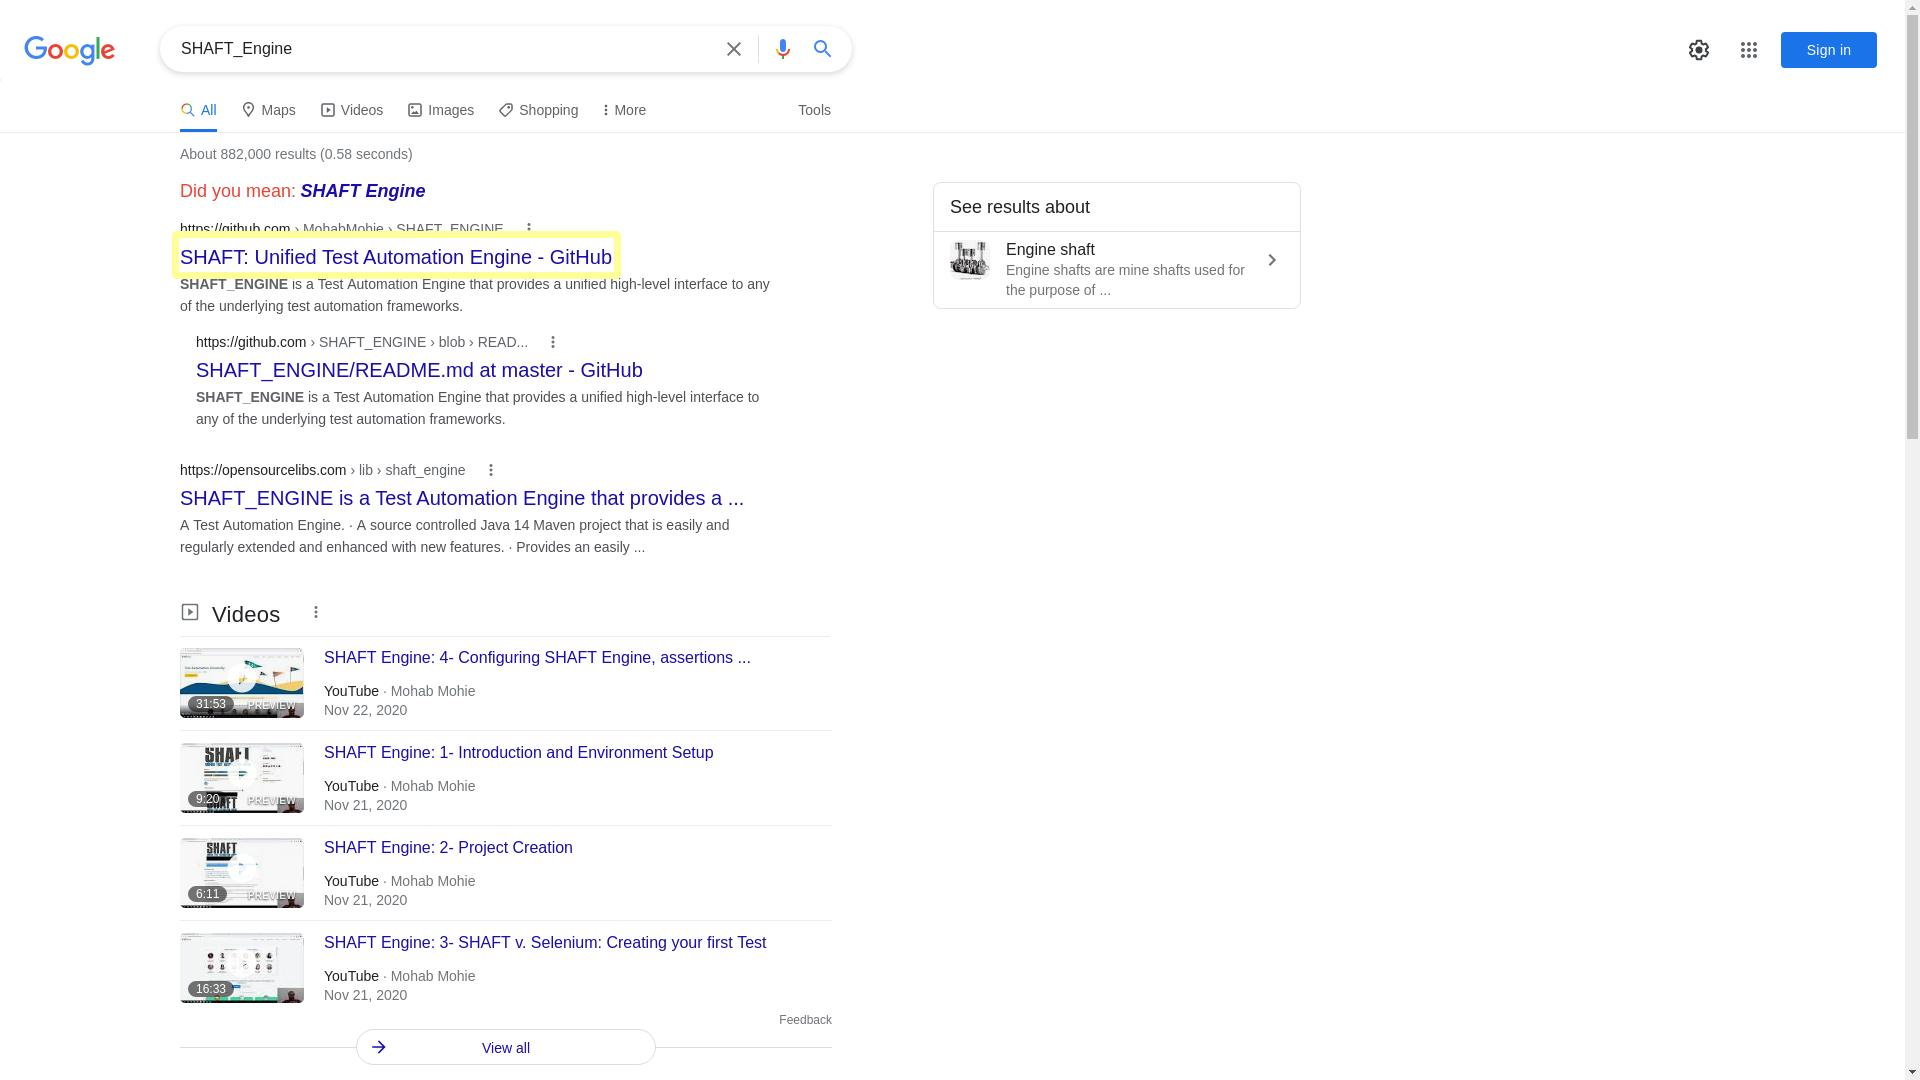 Google
SHAFT_Engine
Sign in
All
Maps
Videos
Images
Shopping
More
Tools
About 882,000 results (0.58 seconds)
Did you mean: SHAFT Engine
https://github.com › MohabMohie › SHAFT_ENGINE
SHAFT: Unified Test Automation Engine - GitHub
SHAFT_ENGINE is a Test Automation Engine that provides a unified high-level interface to any
of the underlying test automation frameworks.
https://github.com › SHAFT_ENGINE › blob › READ...
SHAFT_ENGINE/README.md at master - GitHub
SHAFT_ENGINE is a Test Automation Engine that provides a unified high-level interface to
any of the underlying test automation frameworks.
https://opensourcelibs.com › lib › shaft_engine
SHAFT_ENGINE is a Test Automation Engine that provides a ...
A Test Automation Engine. · A source controlled Java 14 Maven project that is easily and
regularly extended and enhanced with new features. · Provides an easily ...
Videos
31:53
PREVIEW
SHAFT Engine: 4- Configuring SHAFT Engine, assertions ...
YouTube · Mohab Mohie
Nov 22, 2020
SHAFT
9:20
PREVIEW
SHAFT Engine: 1- Introduction and Environment Setup
YouTube · Mohab Mohie
Nov 21, 2020
SHAFT
6:11
PREVIEW
SHAFT Engine: 2- Project Creation
YouTube · Mohab Mohie
Nov 21, 2020
16:33
SHAFT Engine: 3- SHAFT v. Selenium: Creating your first Test
YouTube · Mohab Mohie
Nov 21, 2020
Feedback
View all
See results about
Engine shaft
Engine shafts are mine shafts used for
the purpose of ...